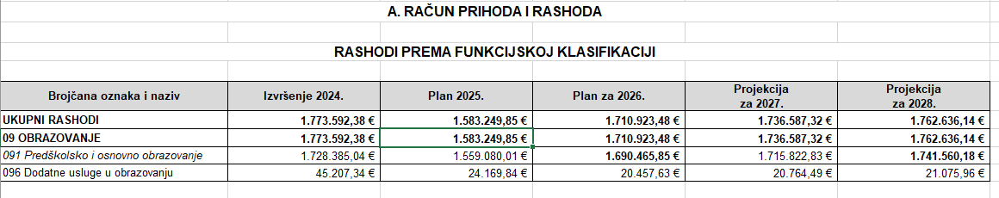 A. RAČUN PRIHODA I RASHODA
RASHODI PREMA FUNKCIJSKOJ KLASIFIKACIJI
Brojčana oznaka i naziv Izvršenje 2024. Plan 2025. Plan za 2026. Projekcija za 2027. Projekcija za 2028.
UKUPNI RASHODI 1.773.592,38 € 1.583.249,85 € 1.710.923,48 € 1.736.587,32 € 1.762.636,14 €
09 OBRAZOVANJE 1.773.592,38 € 1.583.249,85 € 1.710.923,48 € 1.736.587,32 € 1.762.636,14 €
091 Predškolsko i osnovno obrazovanje 1.728.385,04 € 1.559.080,01 € 1.690.465,85 € 1.715.822,83 € 1.741.560,18 €
096 Dodatne usluge u obrazovanju 45.207,34 € 24.169,84 € 20.457,63 € 20.764,49 € 21.075,96 €